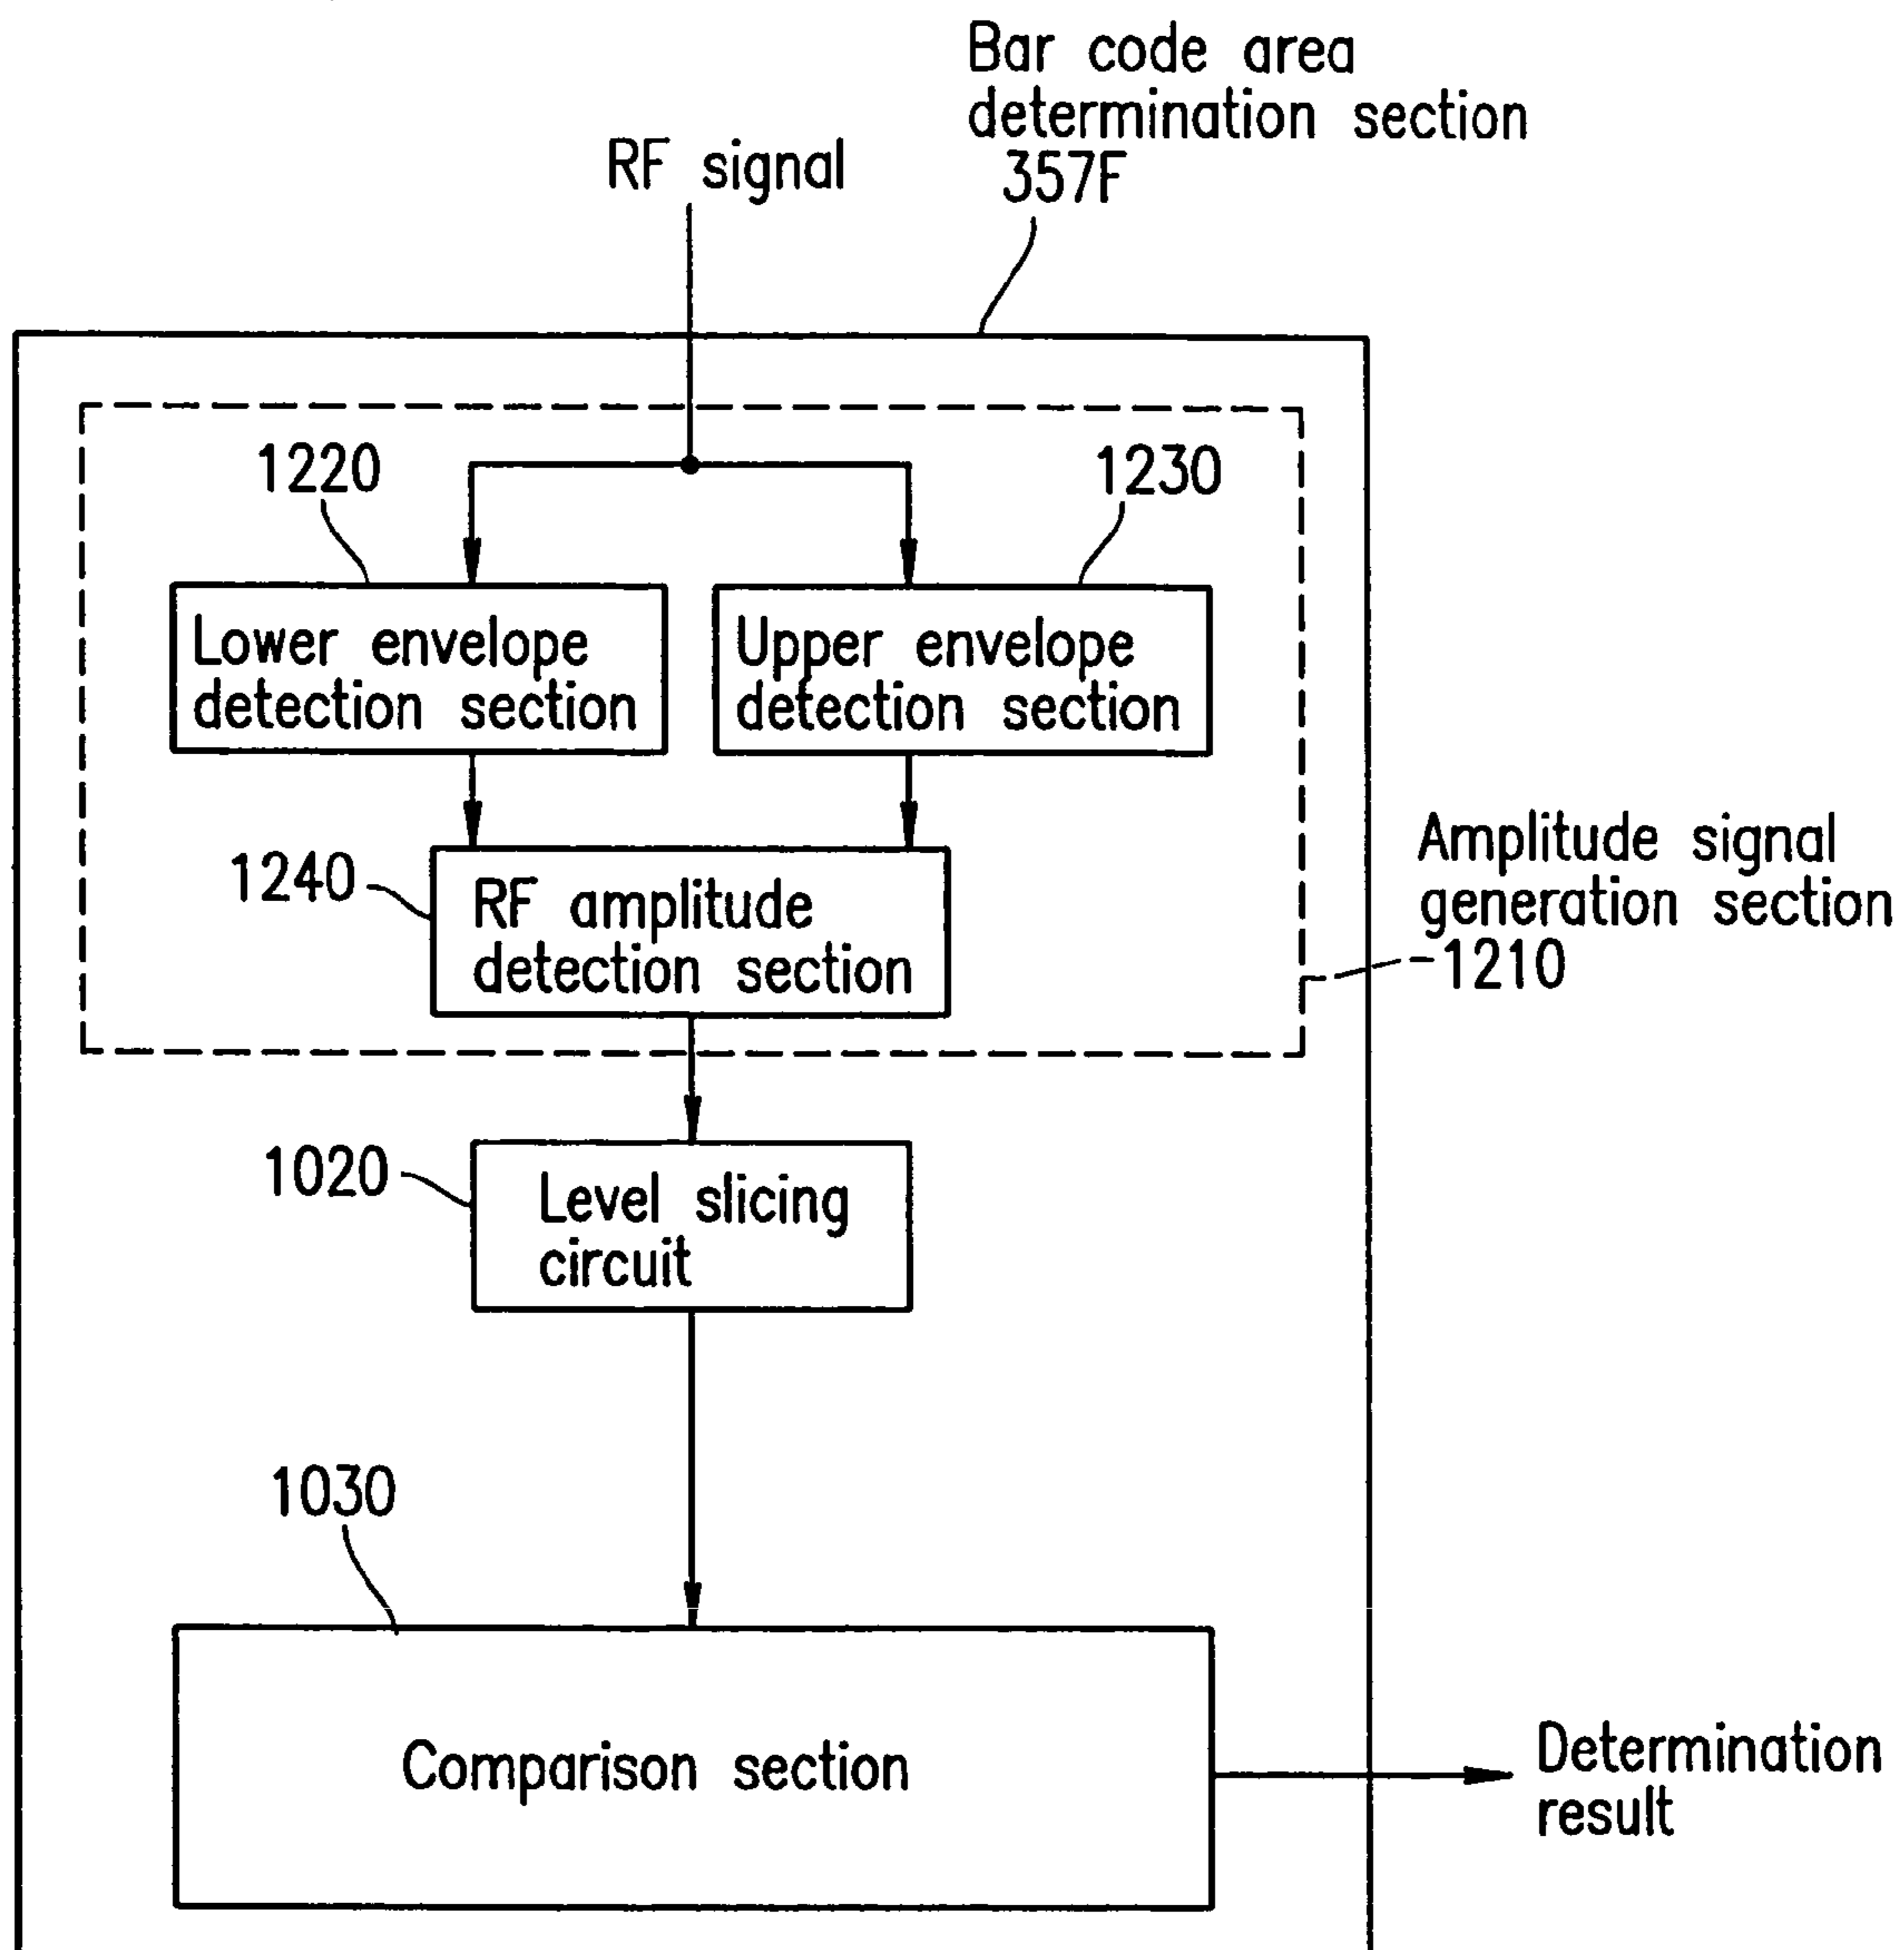 Bar code area
determination section
357F
RF signal
1220
1230
Lower envelope
detection section
Upper envelope
detection section
1240
RF amplitude
detection section
Amplitude signal
generation section
1210
1020
Level slicing
circuit
1030
Comparison section
Determination
result